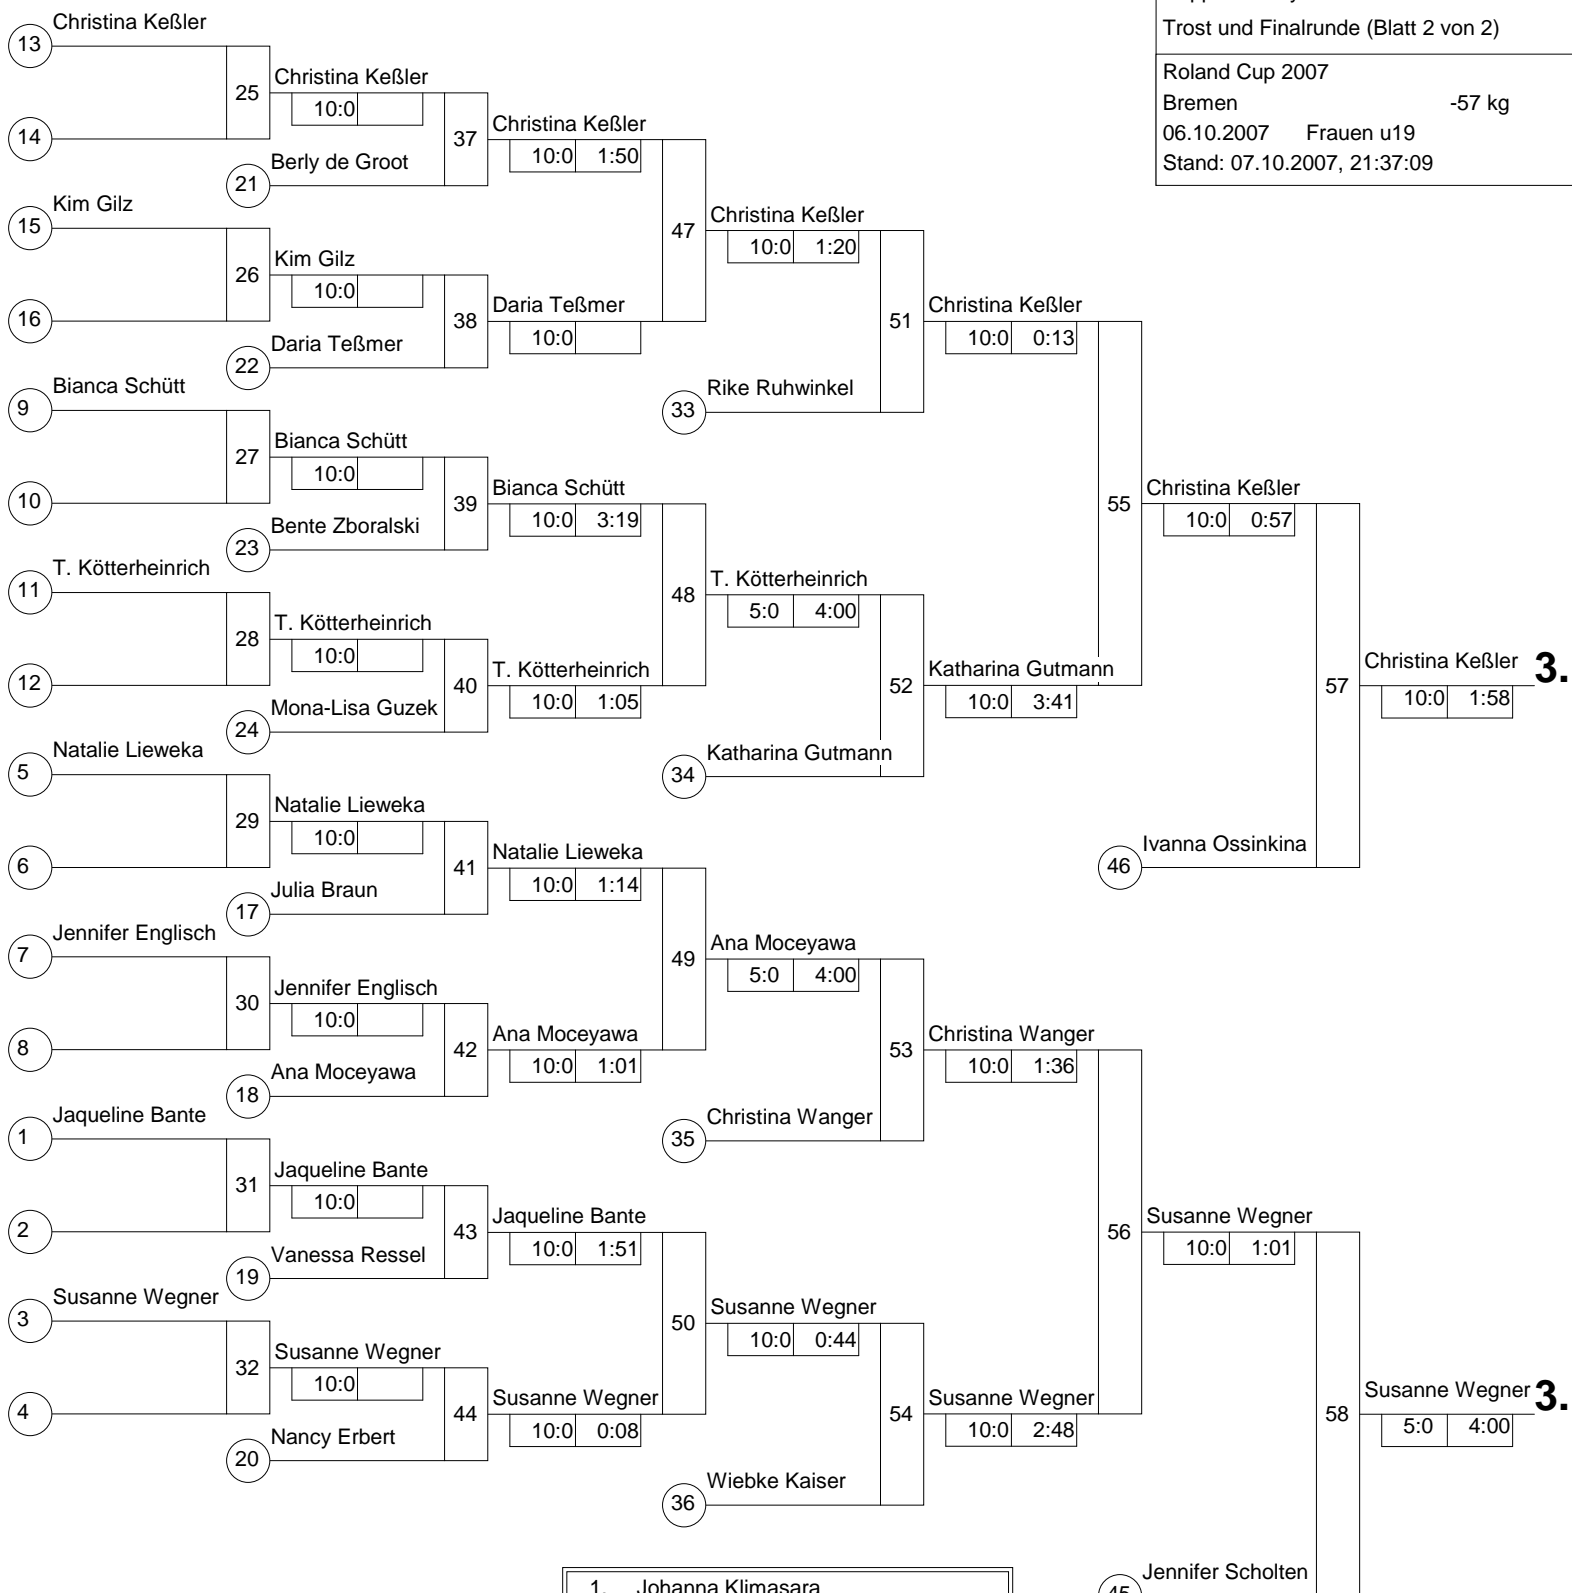 Trost und Finalrunde (Blatt 2 von 2)
Roland Cup 2007
Bremen -57 kg
06.10.2007 Frauen u19
Stand: 07.10.2007, 21:37:09
13 Christina Keßler
14
25 Christina Keßler
10:0
21 Berly de Groot
37 Christina Keßler
10:0 1:50
15 Kim Gilz
16
26 Kim Gilz
10:0
22 Daria Teßmer
38 Daria Teßmer
10:0
47 Christina Keßler
10:0 1:20
33 Rike Ruhwinkel
51 Christina Keßler
10:0 0:13
9 Bianca Schütt
10
27 Bianca Schütt
10:0
23 Bente Zboralski
39 Bianca Schütt
10:0 3:19
11 T. Kötterheinrich
12
28 T. Kötterheinrich
10:0
24 Mona-Lisa Guzek
40 T. Kötterheinrich
10:0 1:05
48 T. Kötterheinrich
5:0 4:00
34 Katharina Gutmann
52 Katharina Gutmann
10:0 3:41
55 Christina Keßler
10:0 0:57
46 Ivanna Ossinkina
57 Christina Keßler 3.
10:0 1:58
5 Natalie Lieweka
6
29 Natalie Lieweka
10:0
17 Julia Braun
41 Natalie Lieweka
10:0 1:14
7 Jennifer Englisch
8
30 Jennifer Englisch
10:0
18 Ana Moceyawa
42 Ana Moceyawa
10:0 1:01
49 Ana Moceyawa
5:0 4:00
35 Christina Wanger
53 Christina Wanger
10:0 1:36
1 Jaqueline Bante
2
31 Jaqueline Bante
10:0
19 Vanessa Ressel
43 Jaqueline Bante
10:0 1:51
3 Susanne Wegner
4
32 Susanne Wegner
10:0
20 Nancy Erbert
44 Susanne Wegner
10:0 0:08
50 Susanne Wegner
10:0 0:44
36 Wiebke Kaiser
54 Susanne Wegner
10:0 2:48
56 Susanne Wegner
10:0 1:01
45 Jennifer Scholten
58 Susanne Wegner 3.
5:0 4:00
1. Johanna Klimasara